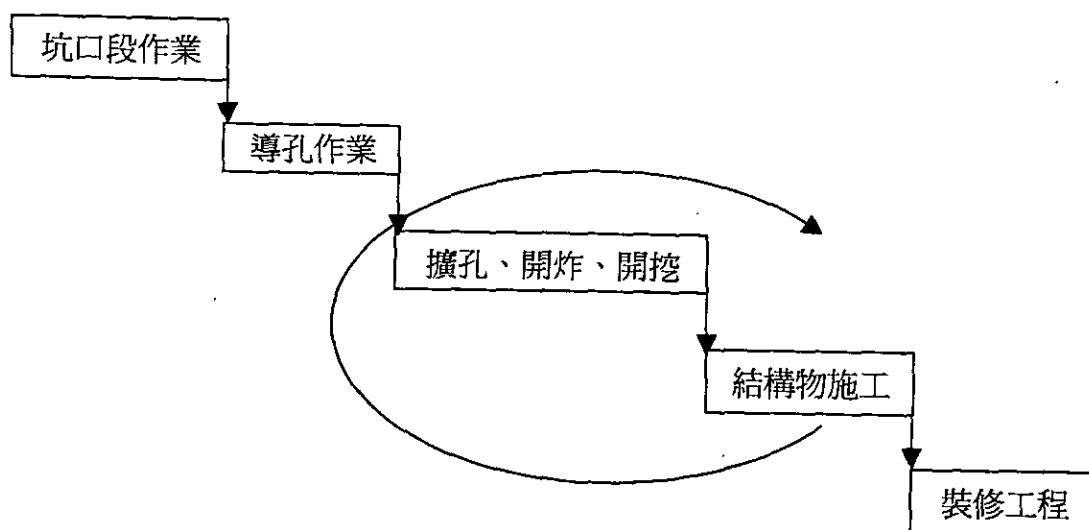 坑口段作業
導孔作業
擴孔、開炸、開挖
結構物施工
裝修工程